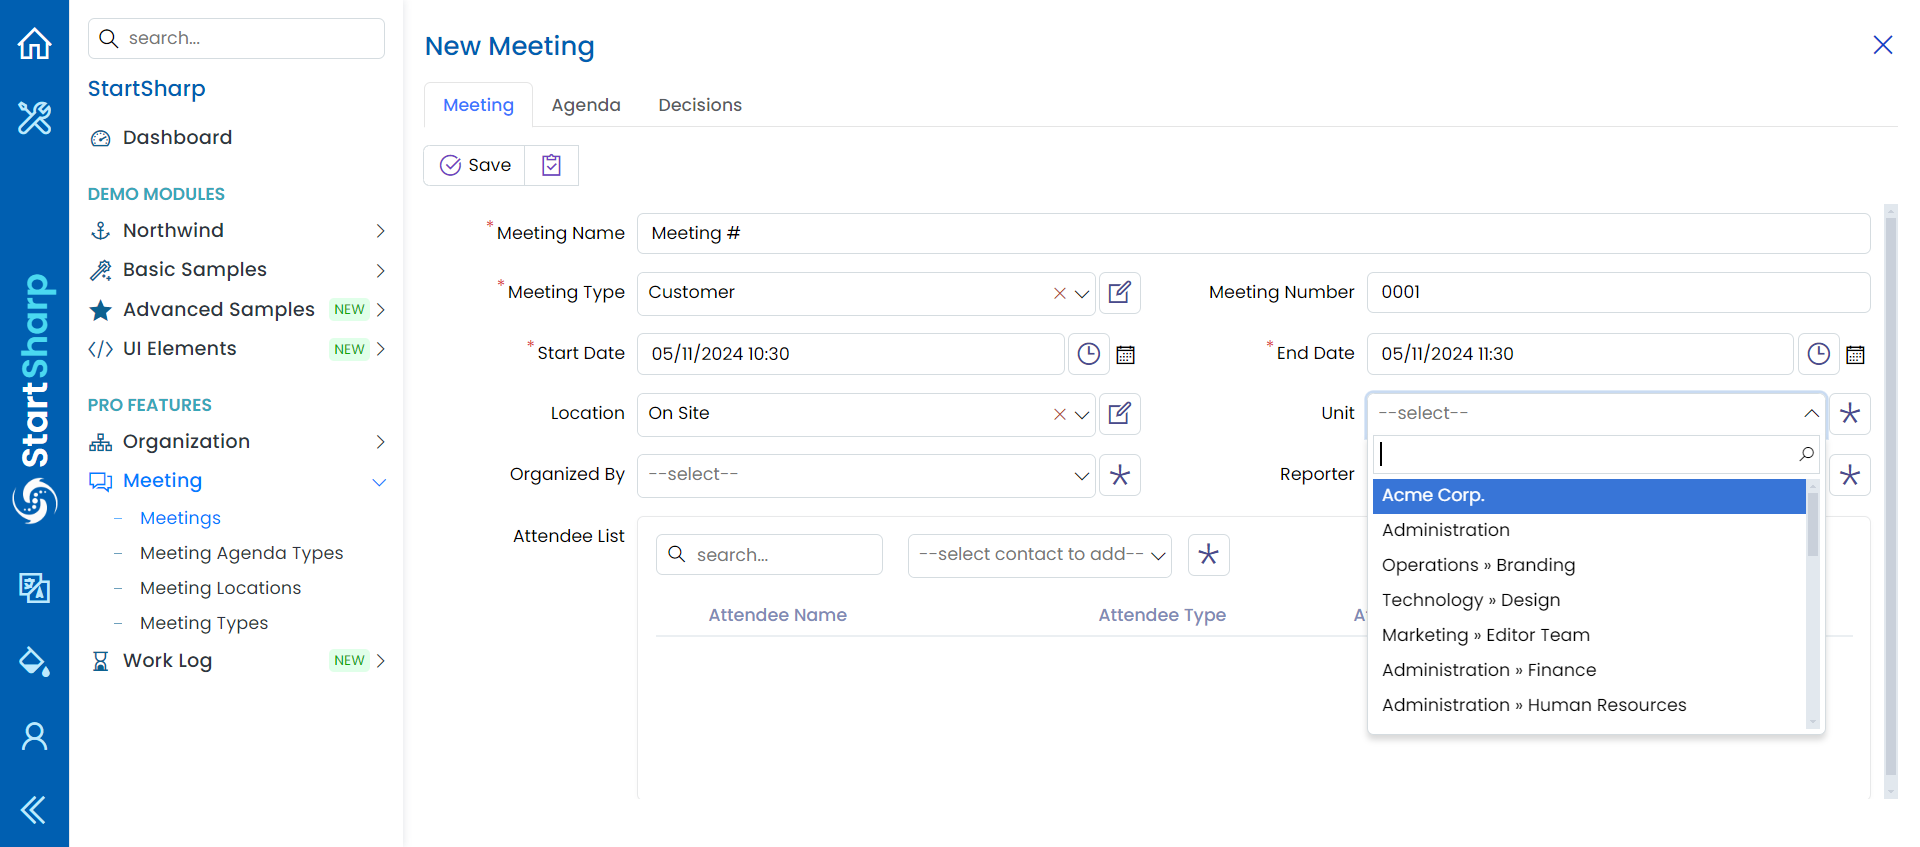 search...
StartSharp
Dashboard
DEMO MODULES
Northwind
Basic Samples
Advanced Samples NEW
UI Elements NEW
PRO FEATURES
Organization
Meeting
Meetings
Meeting Agenda Types
Meeting Locations
Meeting Types
Work Log NEW
StartSharp
New Meeting
Meeting Agenda Decisions
Save
* Meeting Name Meeting #
* Meeting Type Customer Meeting Number 0001
* Start Date 05/11/2024 10:30 * End Date 05/11/2024 11:30
Location On Site Unit --select--
Organized By --select-- Reporter
Acme Corp.
Administration
Operations » Branding
Technology » Design
Marketing » Editor Team
Administration » Finance
Administration » Human Resources
Attendee List search... --select contact to add--
Attendee Name Attendee Type